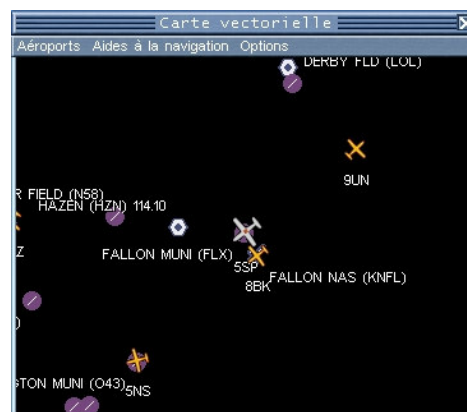 Carte vectorielle
Aéroports Aides à la navigation Options
DERBY FLD (LOL)
9UN
R FIELD (N58)
HAZEN (HZN) 114.10
Z
FALLON MUNI (FLX)
5SP
FALLON NAS (KNFL)
8BK
)
GTON MUNI (O43)
5NS